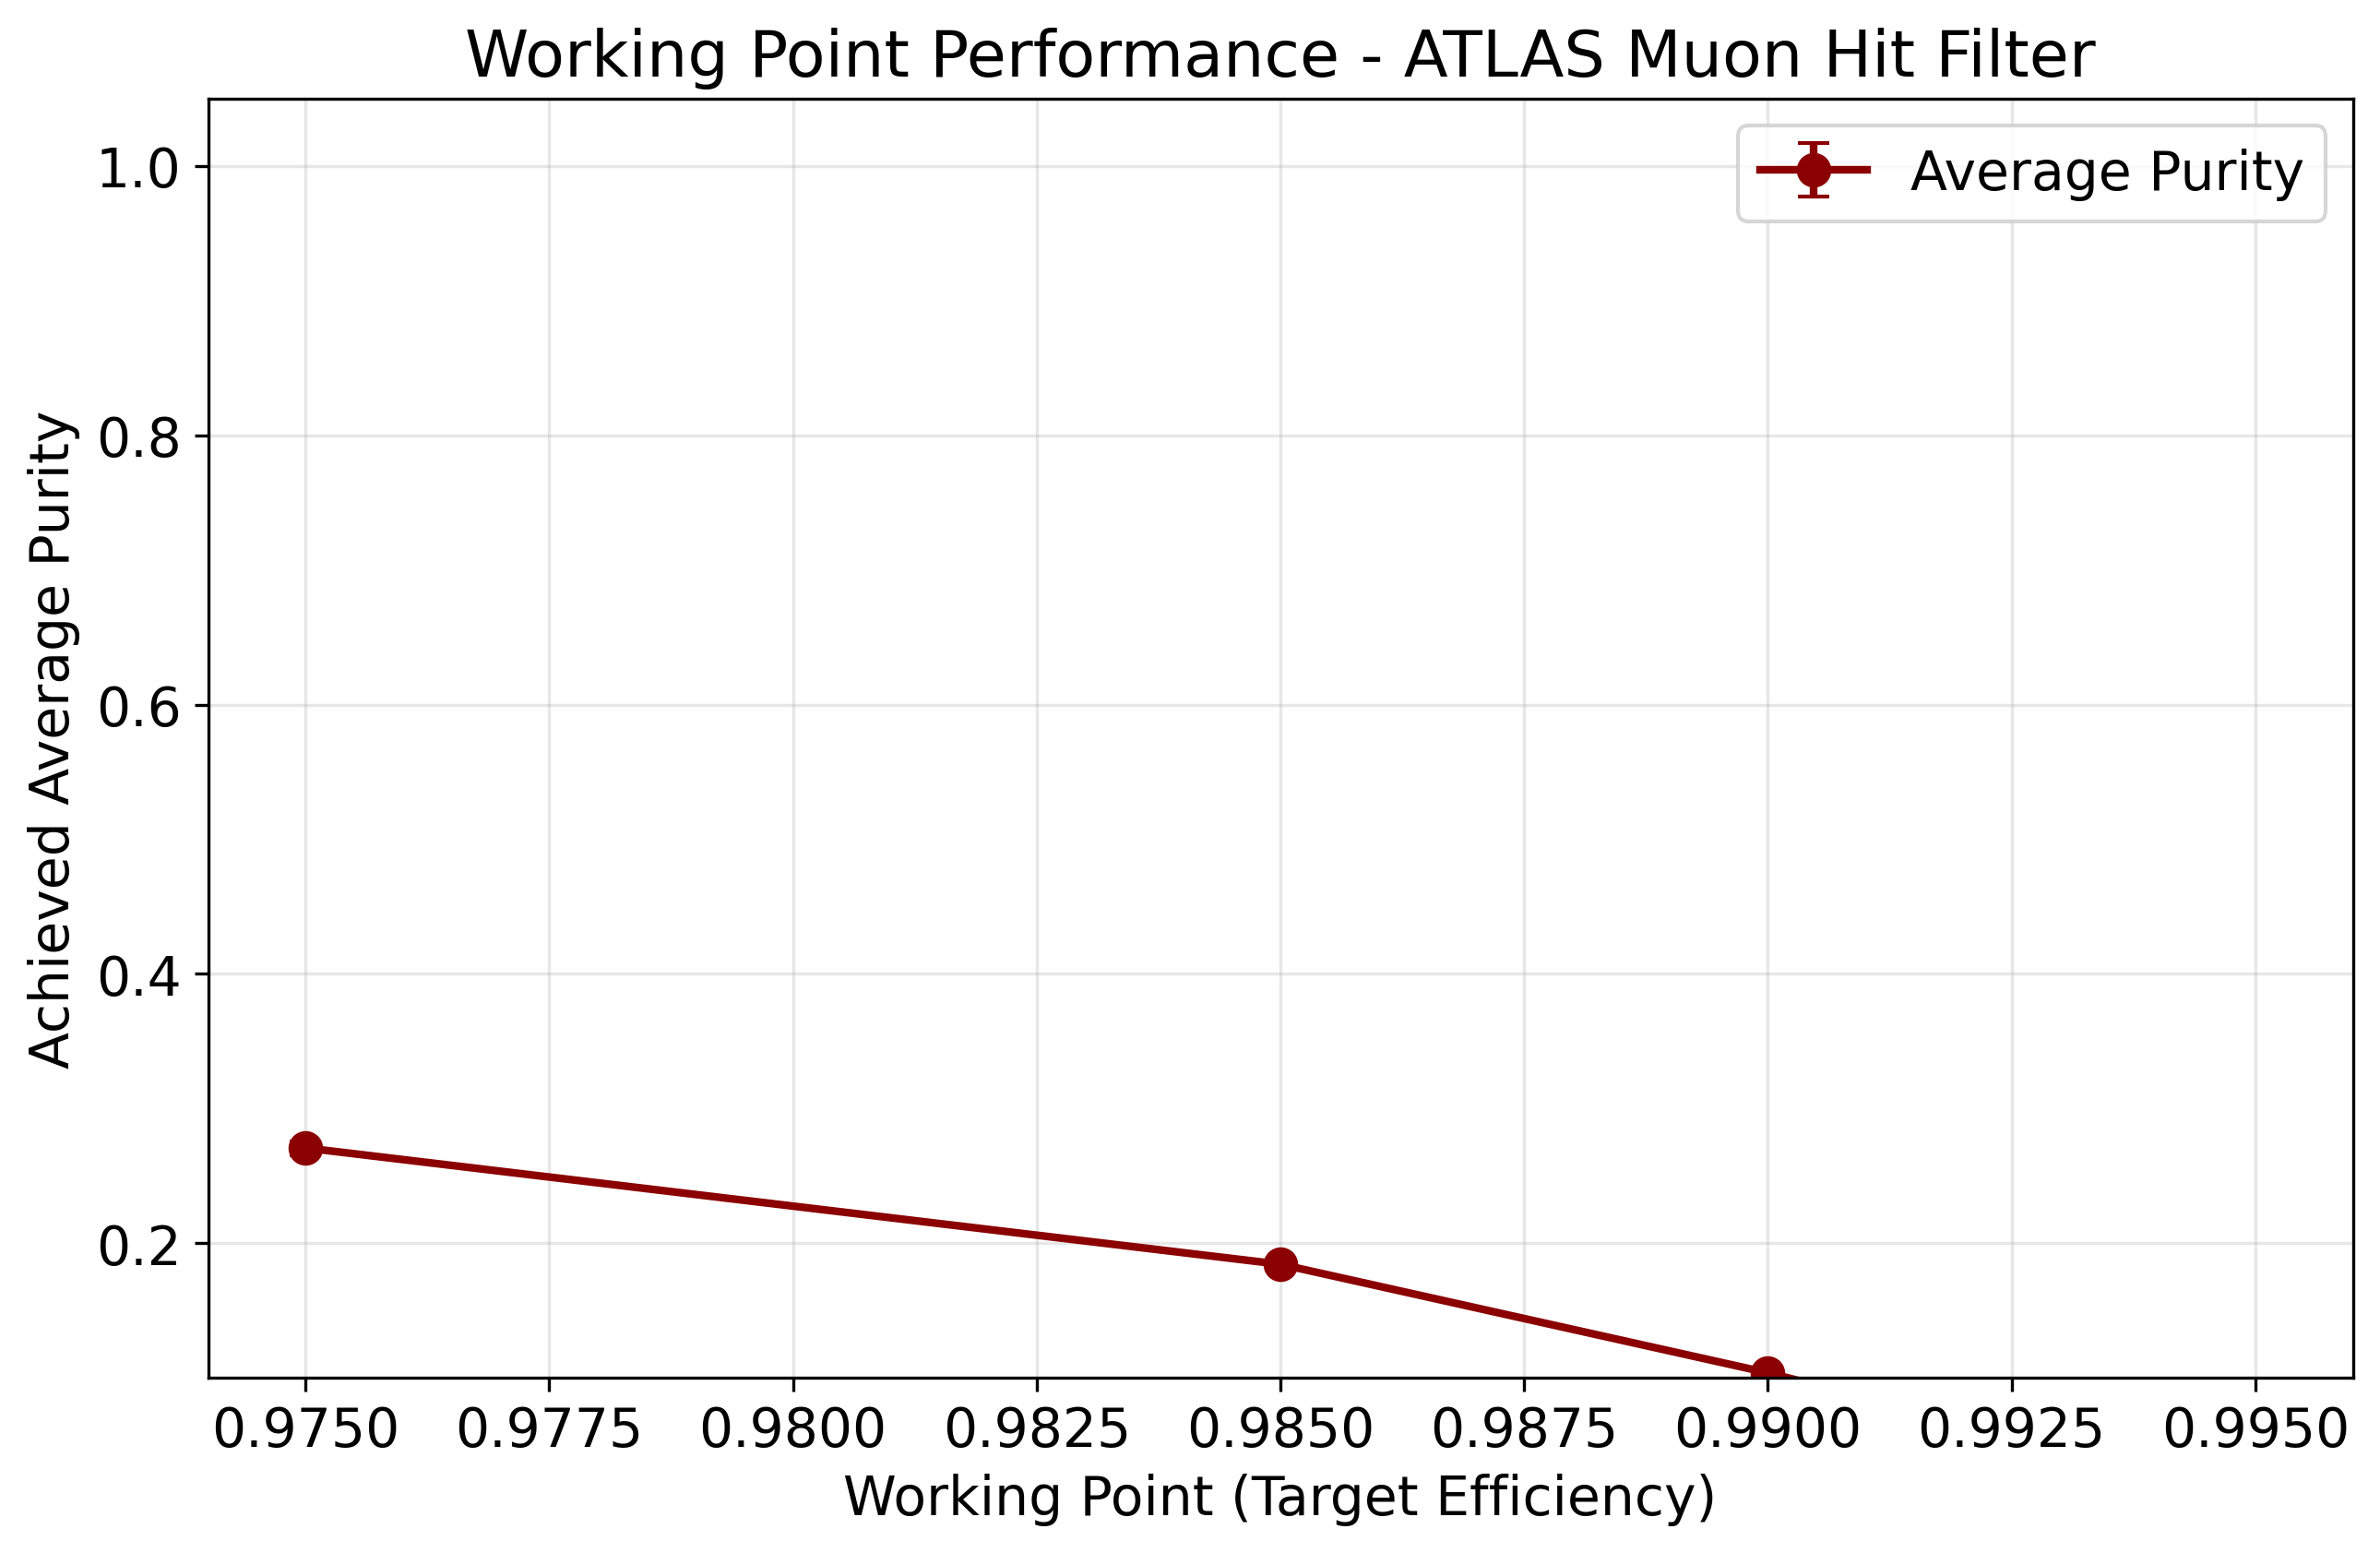 Working Point Performance - ATLAS Muon Hit Filter
Average Purity
Achieved Average Purity
1.0
0.8
0.6
0.4
0.2
0.9750 0.9775 0.9800 0.9825 0.9850 0.9875 0.9900 0.9925 0.9950
Working Point (Target Efficiency)